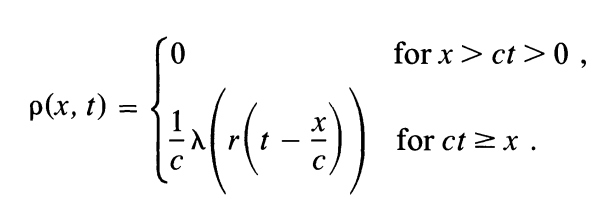 ρ(x, t) = { 0 for x > ct > 0 ,
1/c λ(r(t − x/c)) for ct ≥ x .